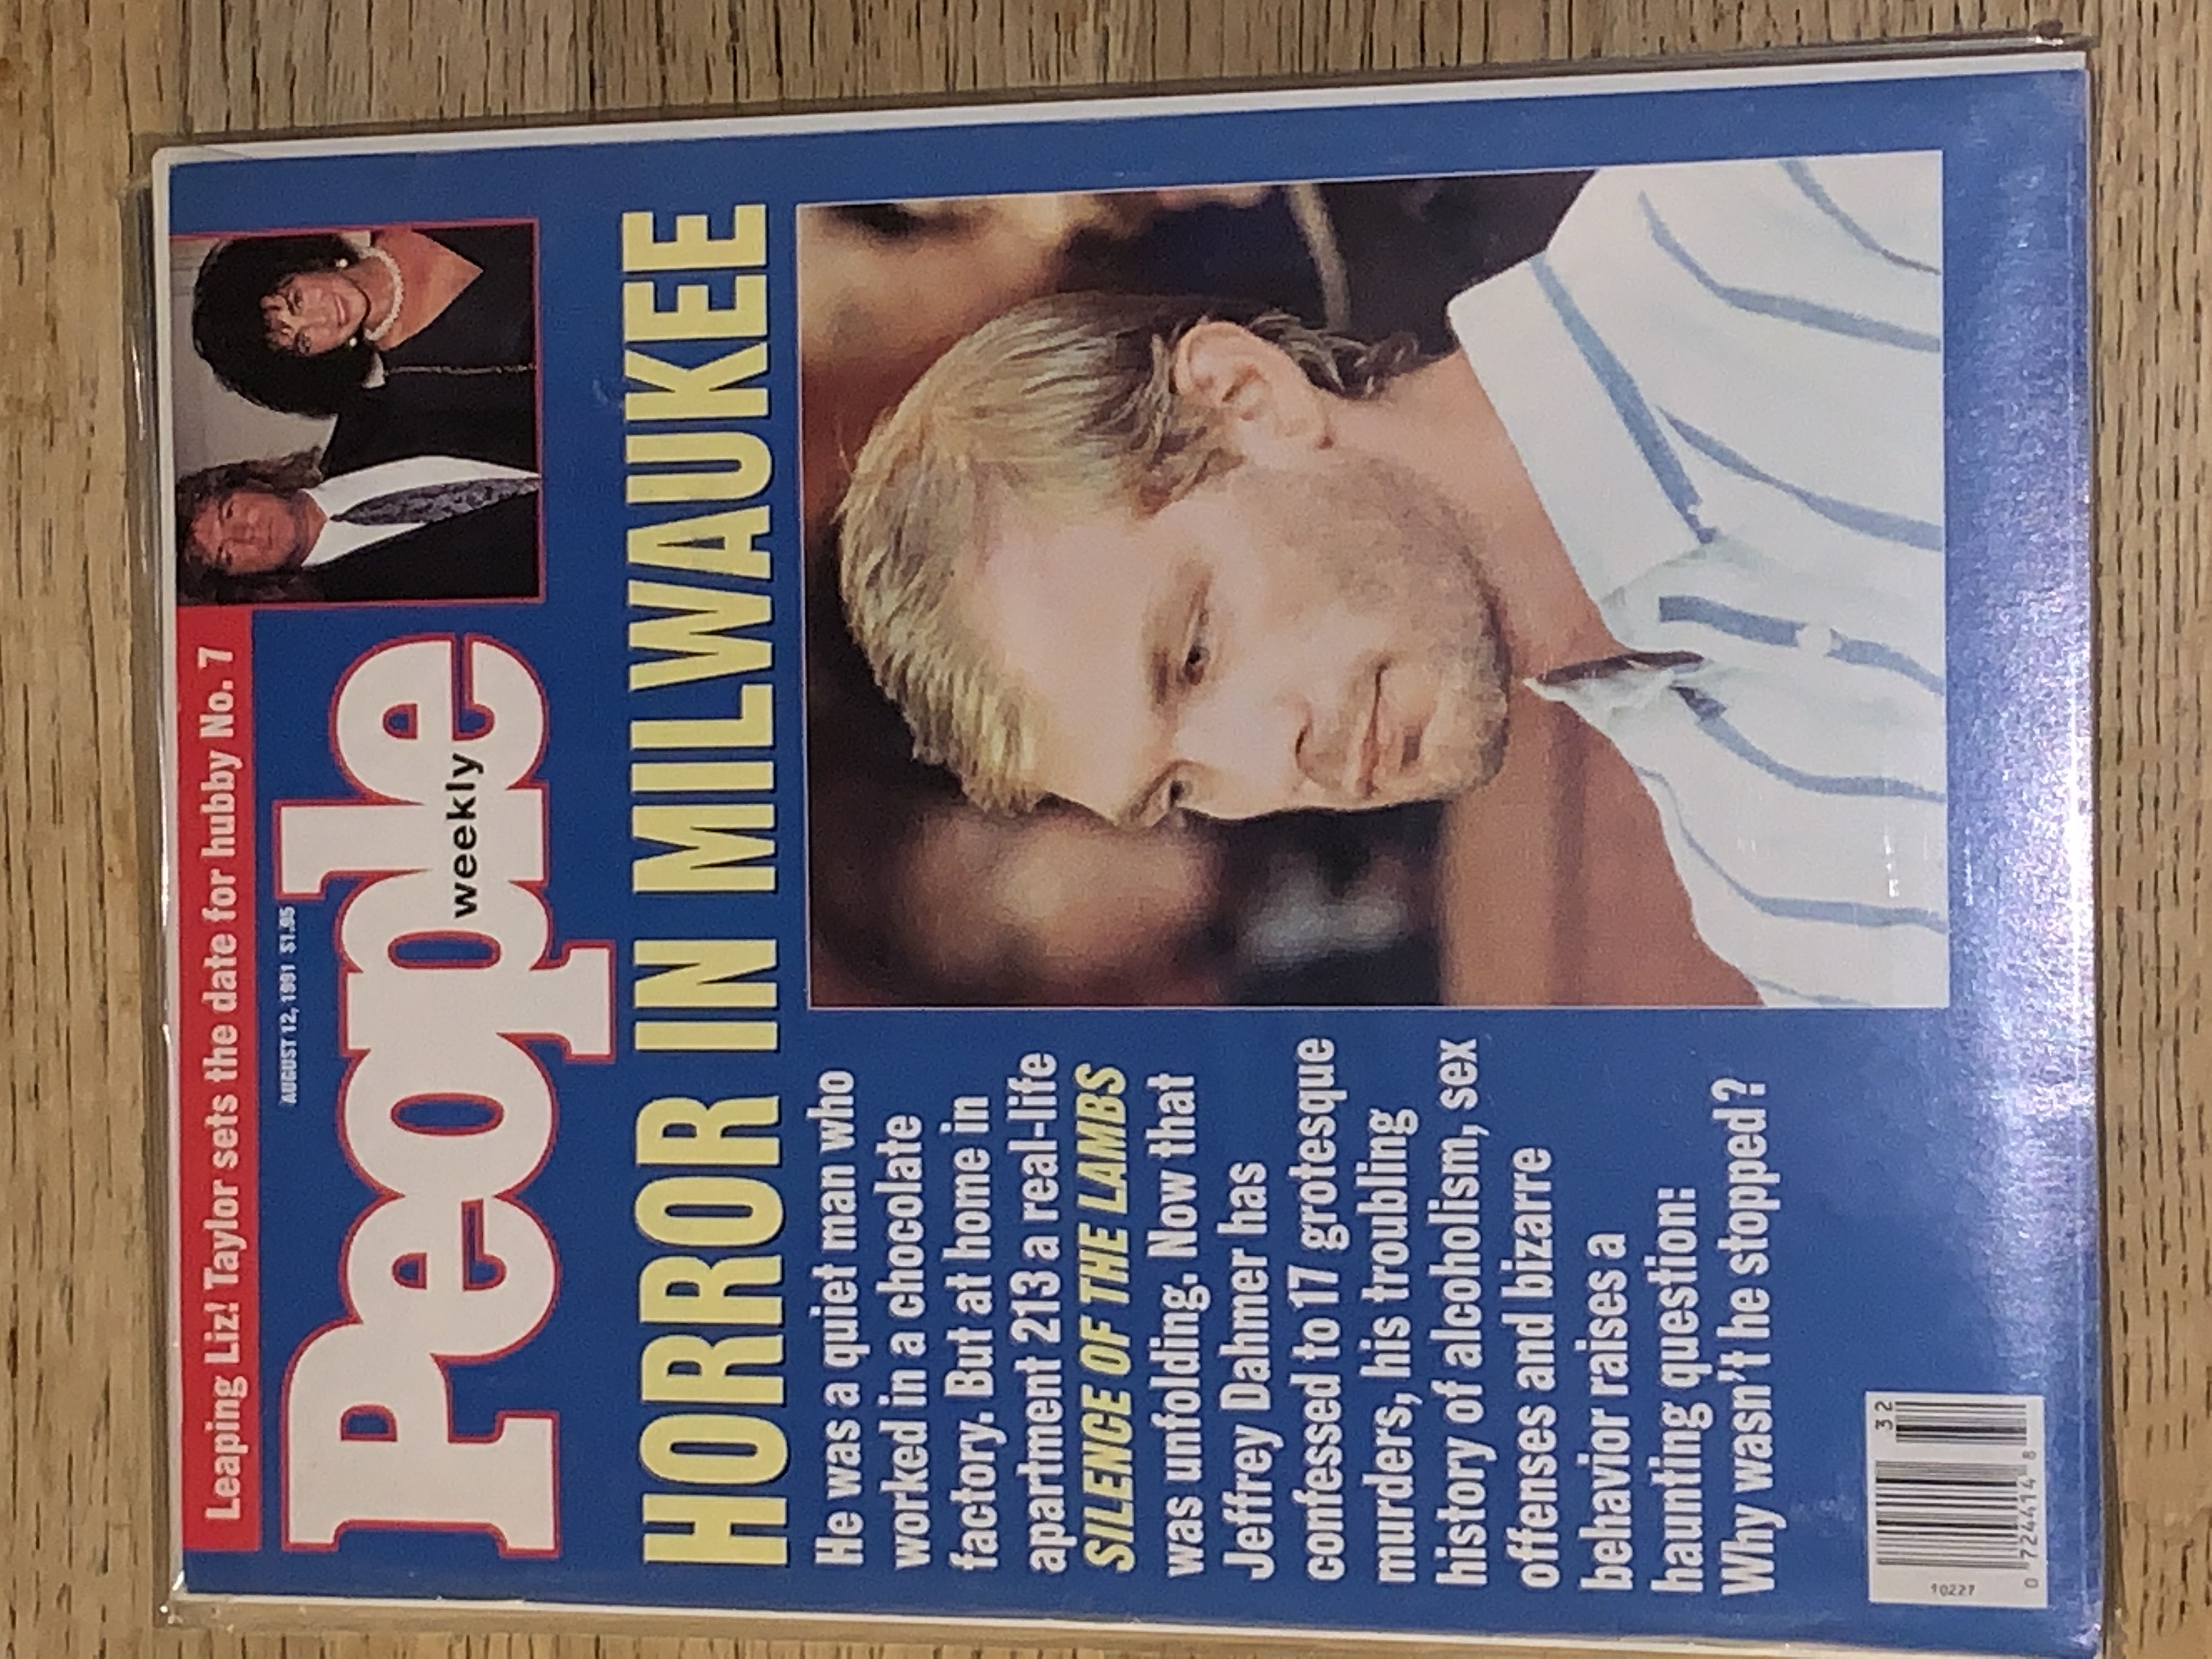 Leaping Liz! Taylor sets the date for hubby No. 7
AUGUST 12, 1991 $1.95
People
weekly
HORROR IN MILWAUKEE
He was a quiet man who
worked in a chocolate
factory. But at home in
apartment 213 a real-life
SILENCE OF THE LAMBS
was unfolding. Now that
Jeffrey Dahmer has
confessed to 17 grotesque
murders, his troubling
history of alcoholism, sex
offenses and bizarre
behavior raises a
haunting question:
Why wasn't he stopped?
32
10227
0 724414 8